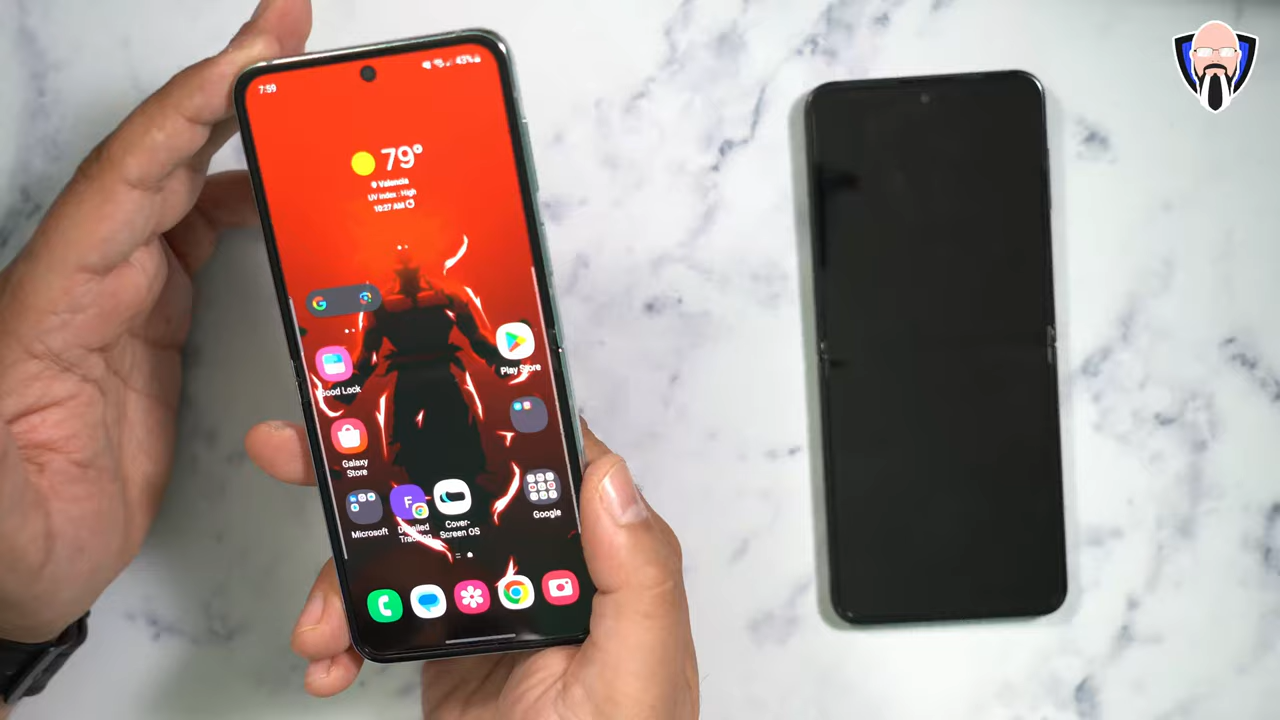 7:59
43%
79°
Valencia
UV index : High
10:27 AM
G
Good Lock
Play Store
Galaxy
Store
Microsoft
F
Cover-
Screen OS
Google